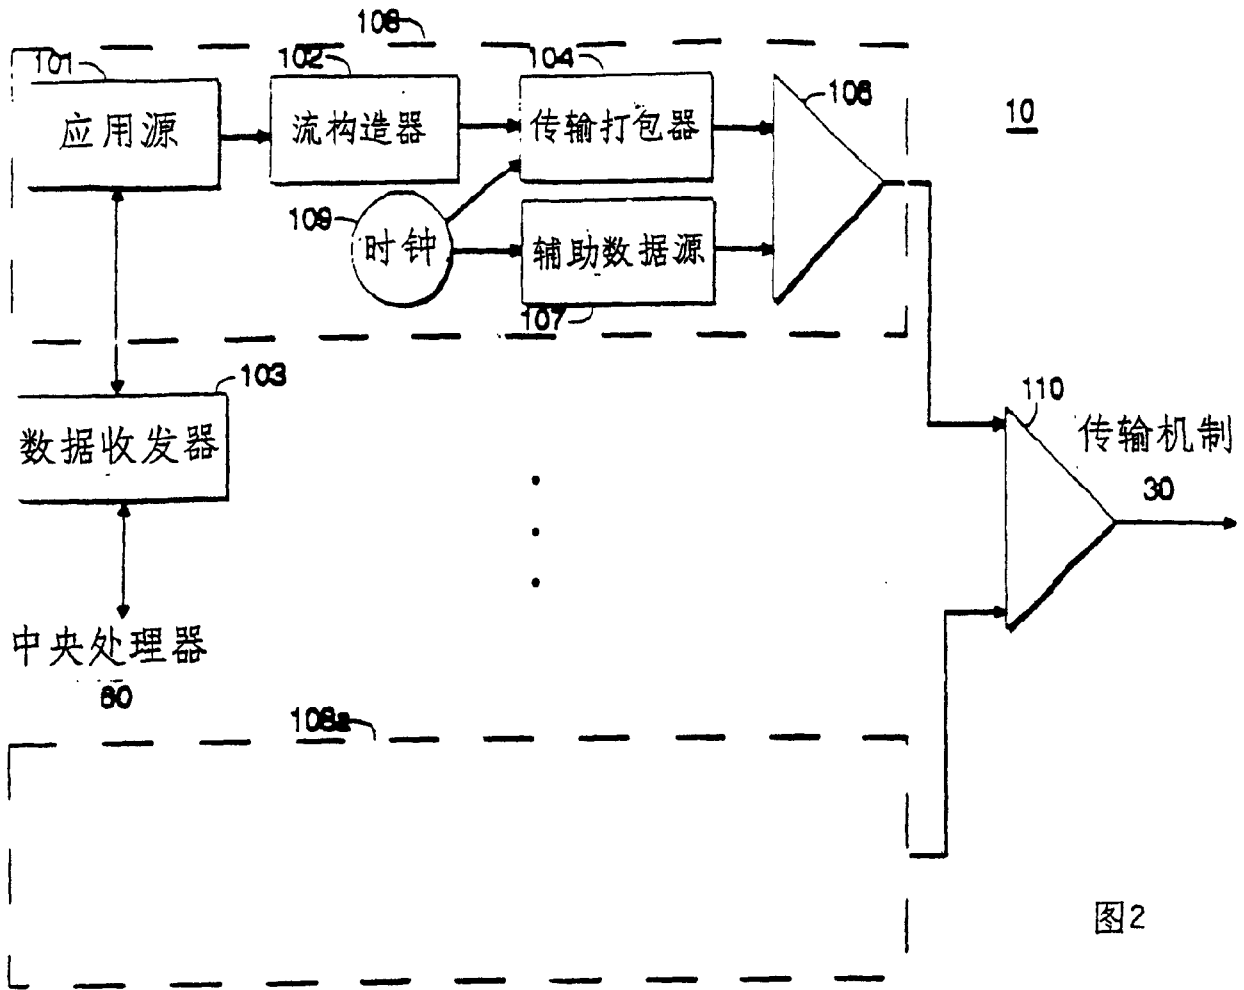 108
101
102
104
106
10
应用源
流构造器
传输打包器
109
时钟
辅助数据源
107
103
110
数据收发器
传输机制
30
中央处理器
60
108a
图2